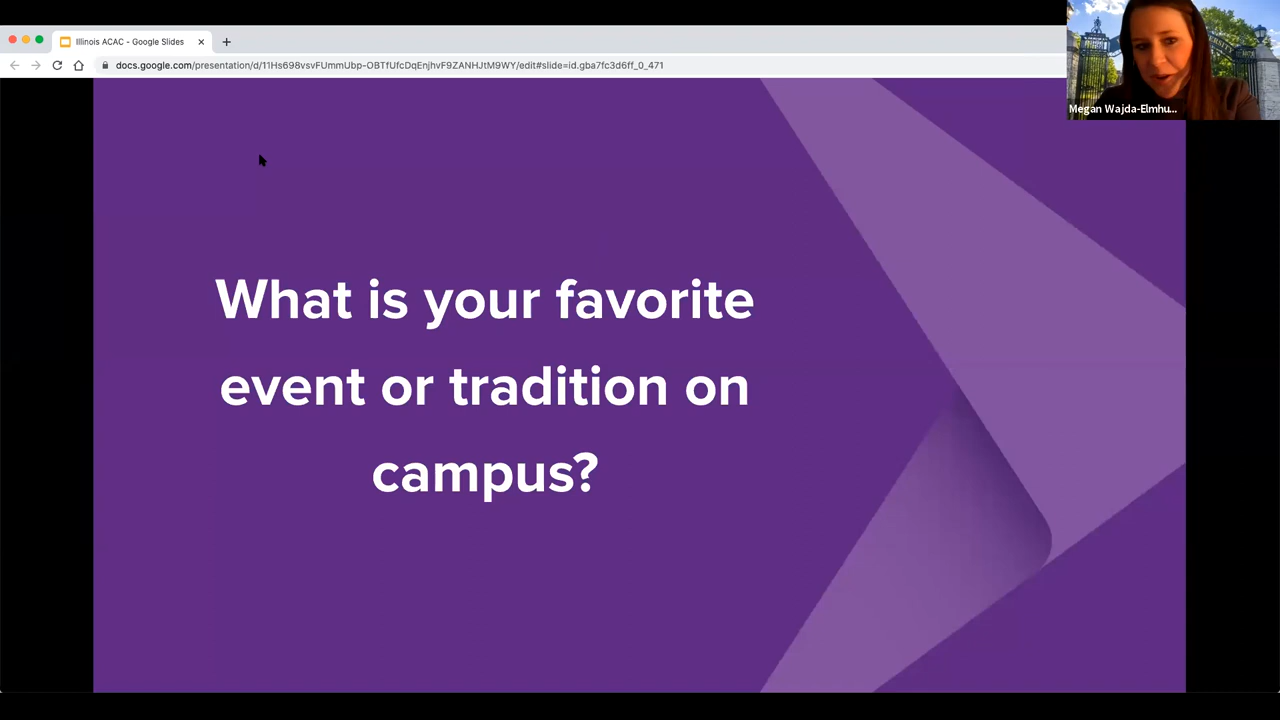 Illinois ACAC - Google Slides
docs.google.com/presentation/d/11Hs698vsvFUmmUbp-OBTfUfcDqEnjhvF9ZANHJtM9WY/edit#slide=id.gba7fc3d6ff_0_471
Megan Wajda-Elmhu...
What is your favorite
event or tradition on
campus?